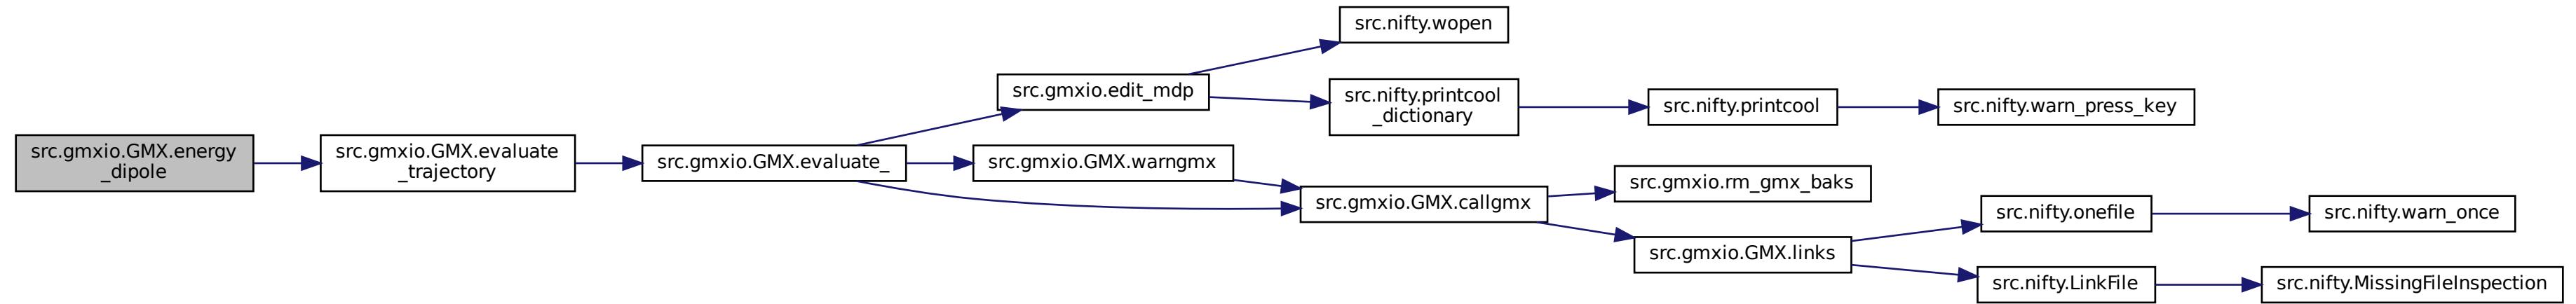 src.gmxio.GMX.energy
_dipole
src.gmxio.GMX.evaluate
_trajectory
src.gmxio.GMX.evaluate_
src.gmxio.edit_mdp
src.nifty.wopen
src.nifty.printcool
_dictionary
src.nifty.printcool
src.nifty.warn_press_key
src.gmxio.GMX.warngmx
src.gmxio.GMX.callgmx
src.gmxio.rm_gmx_baks
src.gmxio.GMX.links
src.nifty.onefile
src.nifty.warn_once
src.nifty.LinkFile
src.nifty.MissingFileInspection